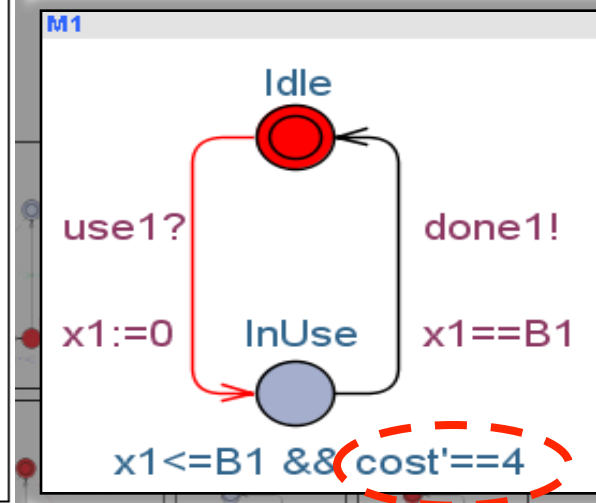 M1
Idle
use1?
done1!
x1:=0
InUse
x1==B1
x1<=B1 && cost'==4